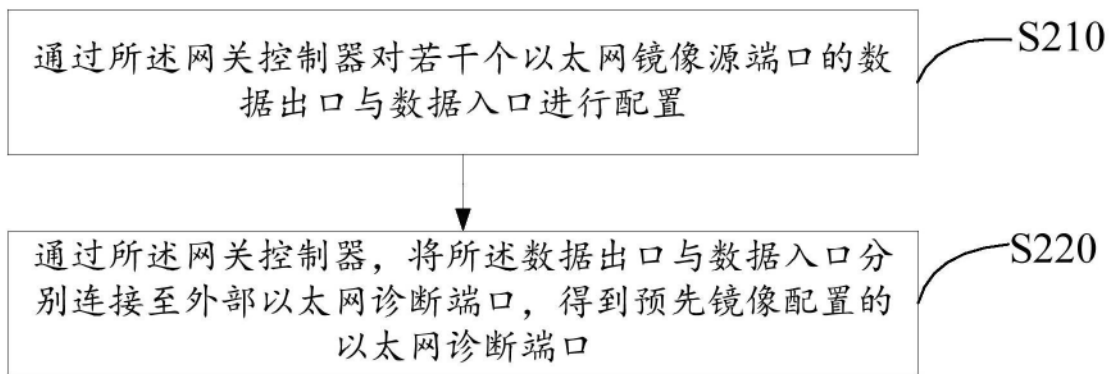 通过所述网关控制器对若干个以太网镜像源端口的数
据出口与数据入口进行配置
S210
通过所述网关控制器，将所述数据出口与数据入口分
别连接至外部以太网诊断端口，得到预先镜像配置的
以太网诊断端口
S220